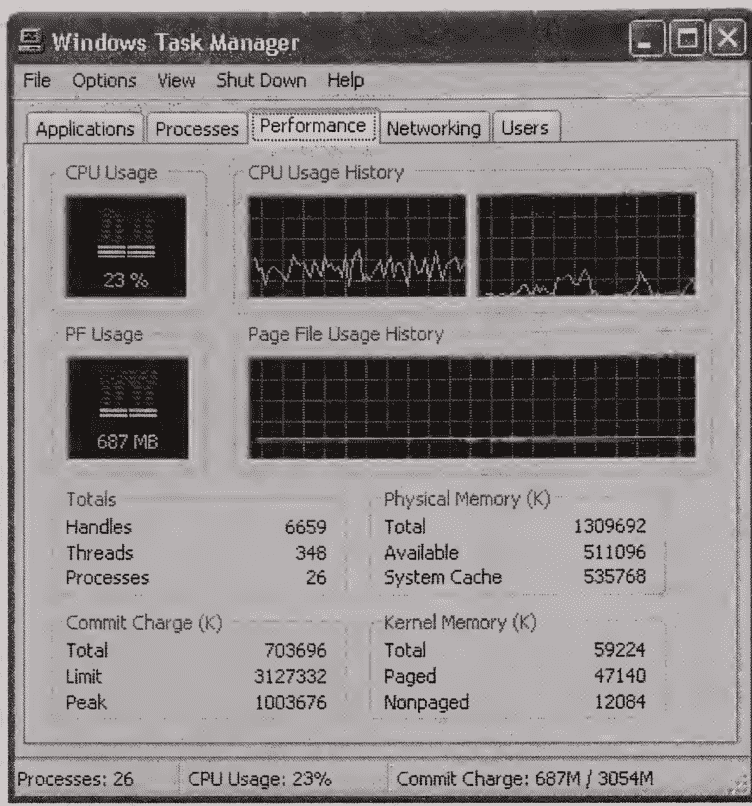 Windows Task Manager
File Options View Shut Down Help
Applications Processes Performance Networking Users
CPU Usage CPU Usage History
23 %
PF Usage Page File Usage History
687 MB
Totals Physical Memory (K)
Handles 6659 Total 1309692
Threads 348 Available 511096
Processes 26 System Cache 535768
Commit Charge (K) Kernel Memory (K)
Total 703696 Total 59224
Limit 3127332 Paged 47140
Peak 1003676 Nonpaged 12084
Processes: 26 CPU Usage: 23% Commit Charge: 687M / 3054M